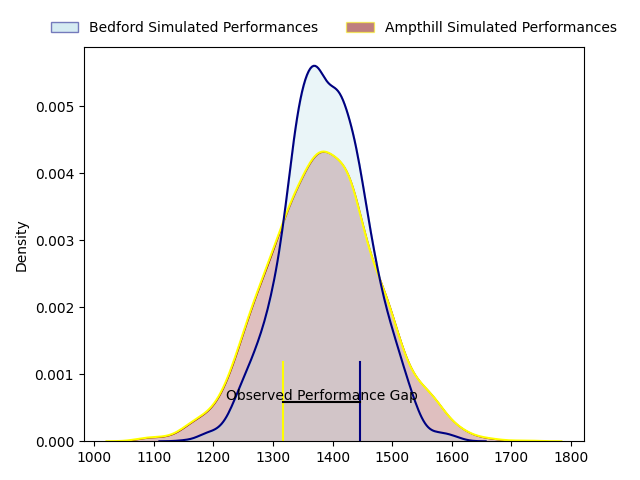 Bedford Simulated Performances Ampthill Simulated Performances
Density
0.005
0.004
0.003
0.002
0.001
0.000
Observed Performance Gap
1000 1100 1200 1300 1400 1500 1600 1700 1800